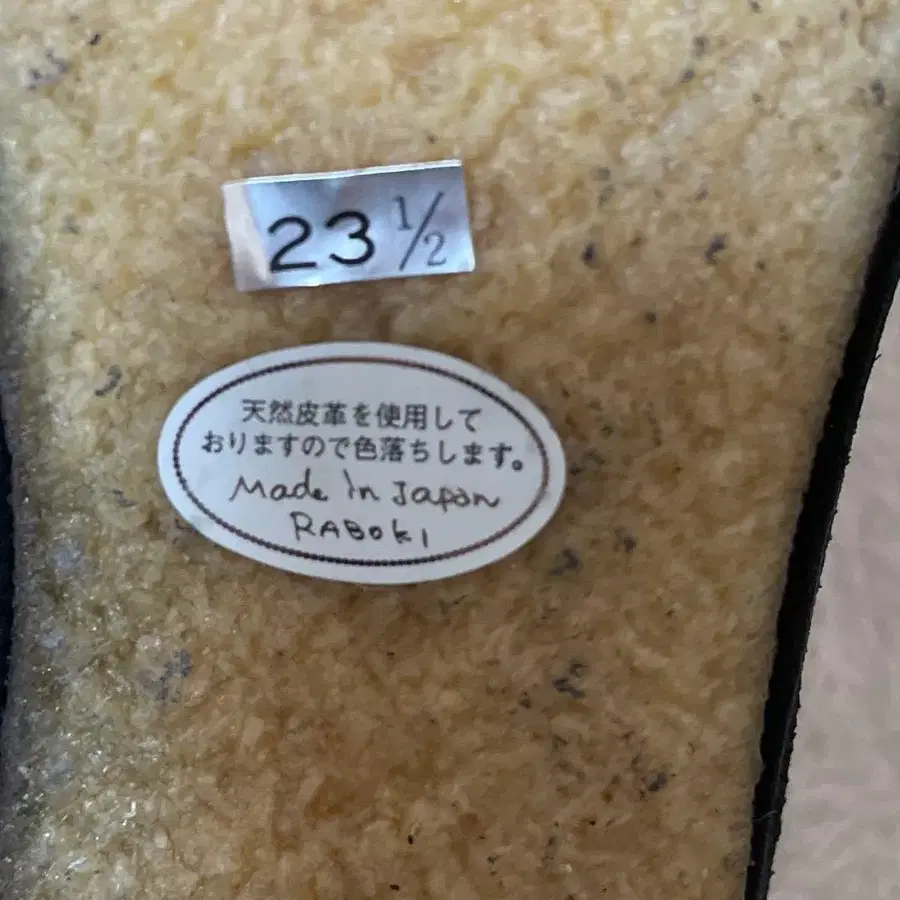 23 1/2
天然皮革を使用して
おりますので色落ちします。
Made in Japan
RABOKI